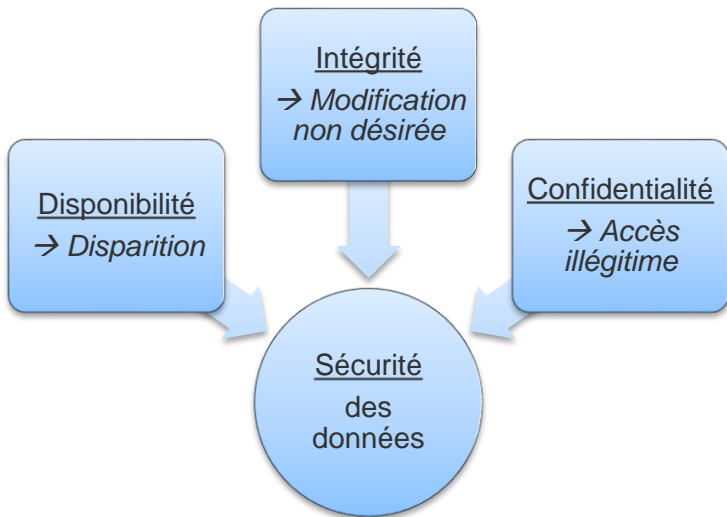 Intégrité
→ Modification
non désirée
Disponibilité
→ Disparition
Confidentialité
→ Accès
illégitime
Sécurité
des
données